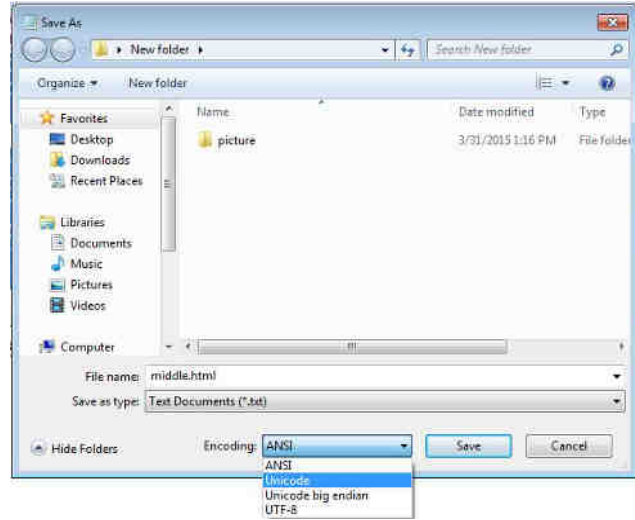 Save As
New folder
Search New folder
Organize
New folder
Favorites
Desktop
Downloads
Recent Places
Libraries
Documents
Music
Pictures
Videos
Computer
Name
Date modified
Type
picture
3/31/2015 1:16 PM
File folder
File name: middle.html
Save as type: Text Documents (*.txt)
Hide Folders
Encoding: ANSI
Save
Cancel
ANSI
Unicode
Unicode big endian
UTF-8